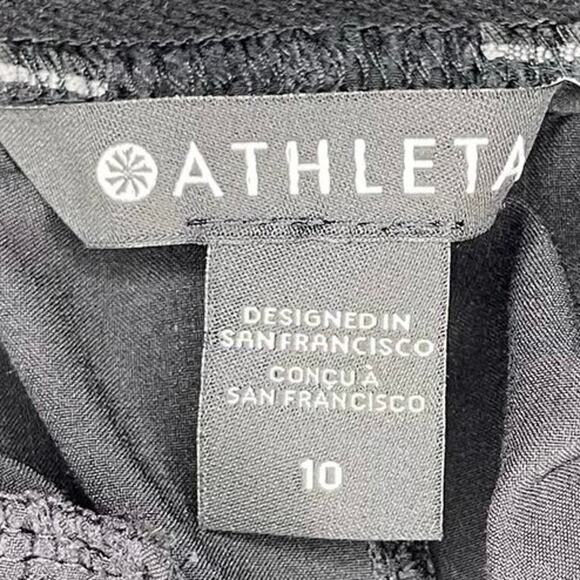 ATHLETA
DESIGNED IN
SAN FRANCISCO
CONÇU À
SAN FRANCISCO
10